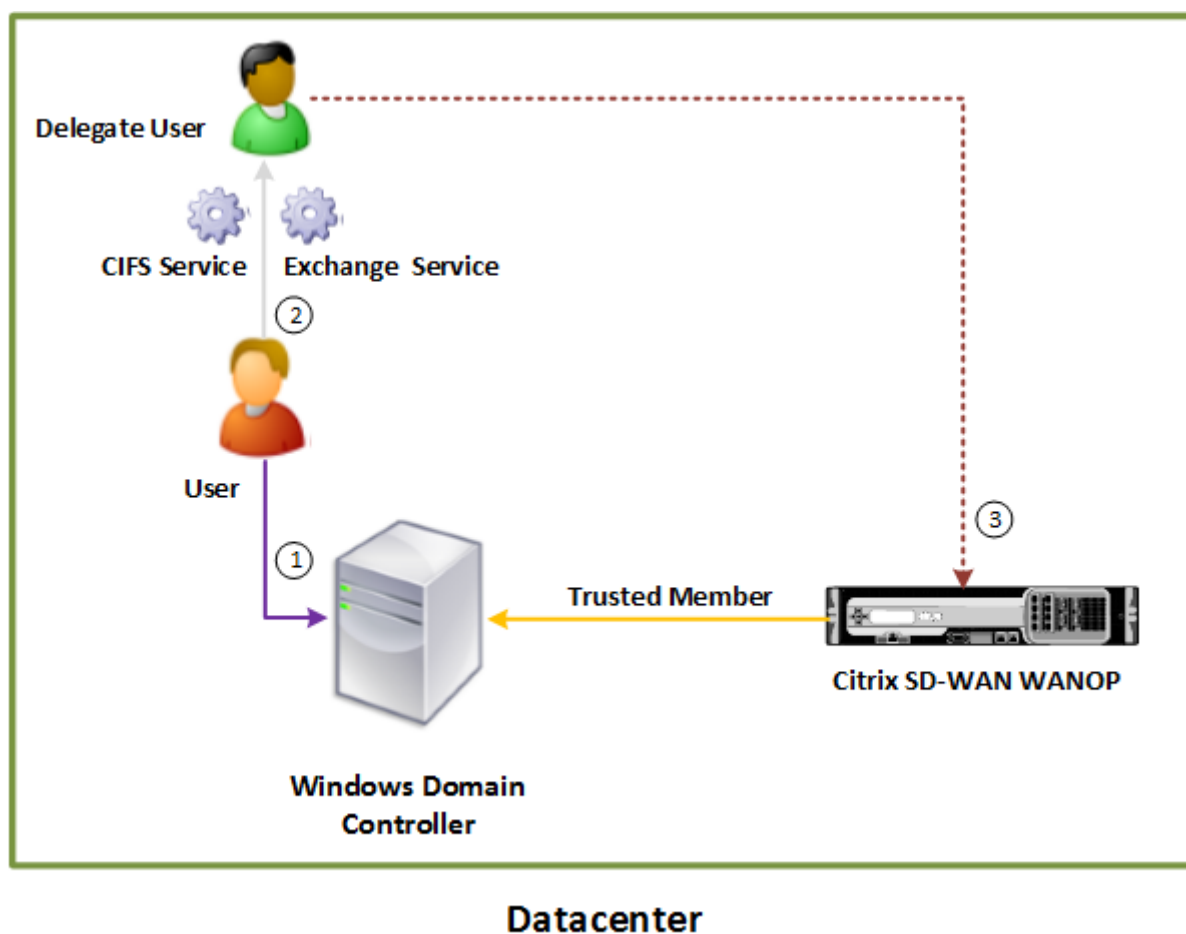 Delegate User
CIFS Service
Exchange Service
2
User
1
3
Trusted Member
Citrix SD-WAN WANOP
Windows Domain
Controller
Datacenter